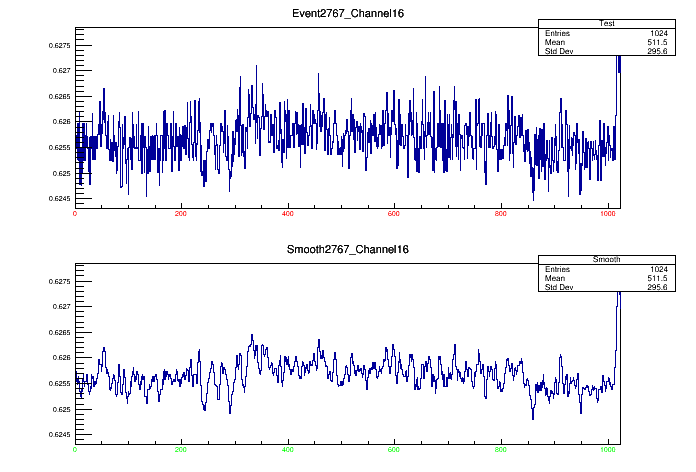 Event2767_Channel16
Test
Entries 1024
Mean 511.5
Std Dev 295.6
0.6275
0.627
0.6265
0.626
0.6255
0.625
0.6245
0 200 400 600 800 1000
Smooth2767_Channel16
Smooth
Entries 1024
Mean 511.5
Std Dev 295.6
0.6275
0.627
0.6265
0.626
0.6255
0.625
0.6245
0 200 400 600 800 1000